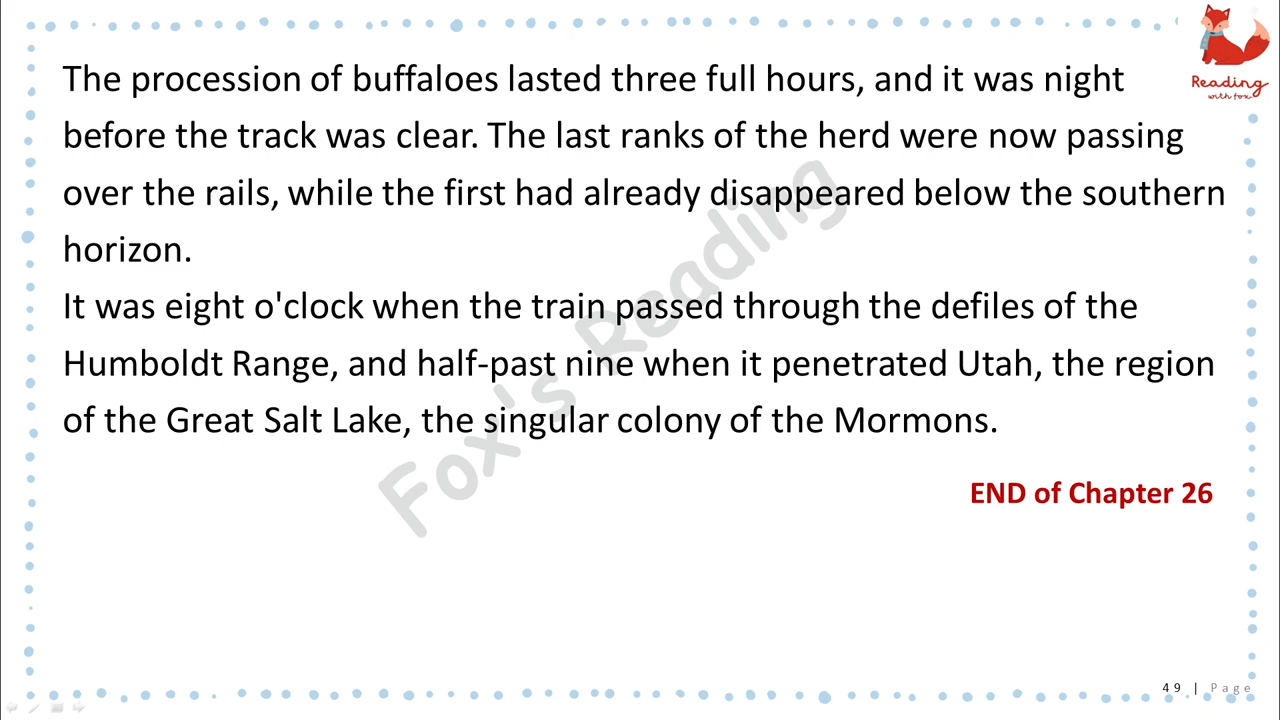 Reading
with fox
The procession of buffaloes lasted three full hours, and it was night
before the track was clear. The last ranks of the herd were now passing
over the rails, while the first had already disappeared below the southern
horizon.
It was eight o'clock when the train passed through the defiles of the
Humboldt Range, and half-past nine when it penetrated Utah, the region
of the Great Salt Lake, the singular colony of the Mormons.
Fox's Reading
END of Chapter 26
49 | Page